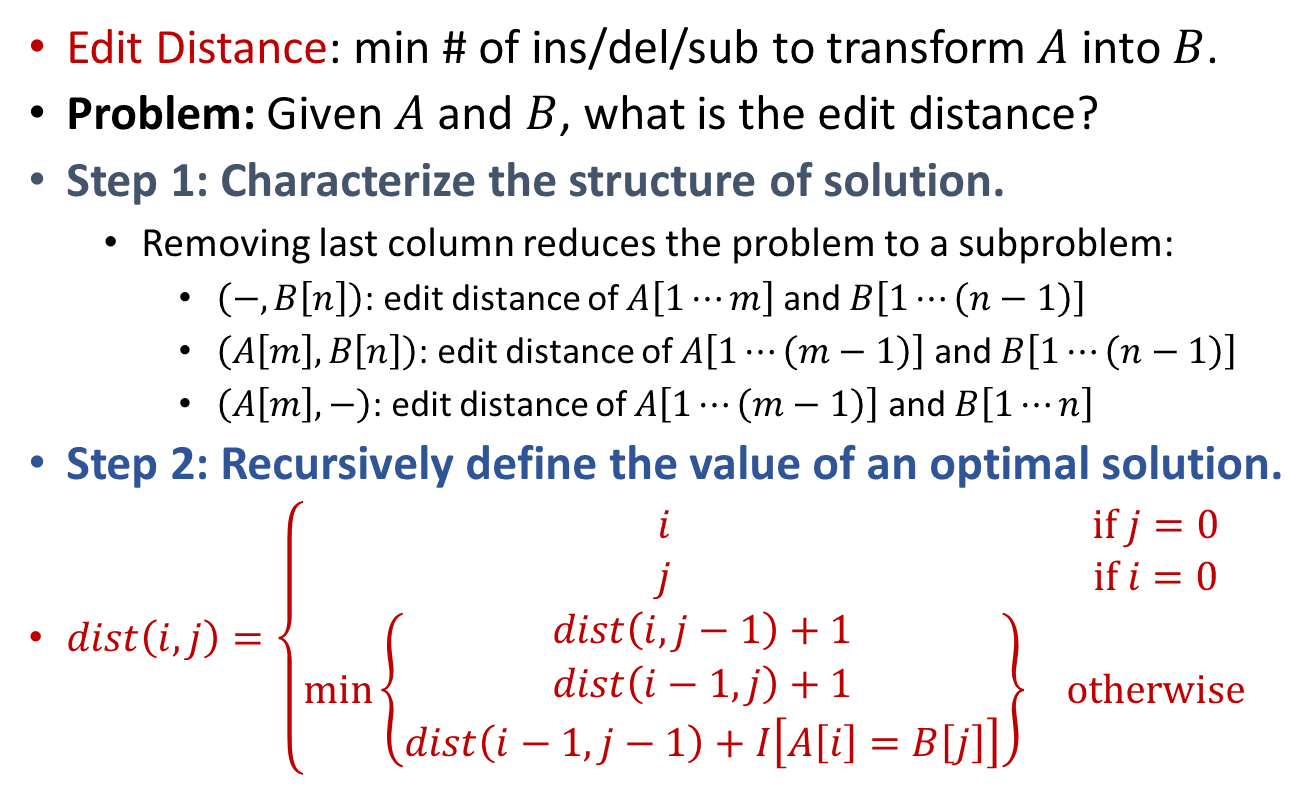 • Edit Distance: min # of ins/del/sub to transform A into B.
• Problem: Given A and B, what is the edit distance?
• Step 1: Characterize the structure of solution.
• Removing last column reduces the problem to a subproblem:
• (−, B[n]): edit distance of A[1 ⋯ m] and B[1 ⋯ (n − 1)]
• (A[m], B[n]): edit distance of A[1 ⋯ (m − 1)] and B[1 ⋯ (n − 1)]
• (A[m], −): edit distance of A[1 ⋯ (m − 1)] and B[1 ⋯ n]
• Step 2: Recursively define the value of an optimal solution.
• dist(i, j) = {
i if j = 0
j if i = 0
min { dist(i, j − 1) + 1
dist(i − 1, j) + 1
dist(i − 1, j − 1) + I[A[i] = B[j]] } otherwise